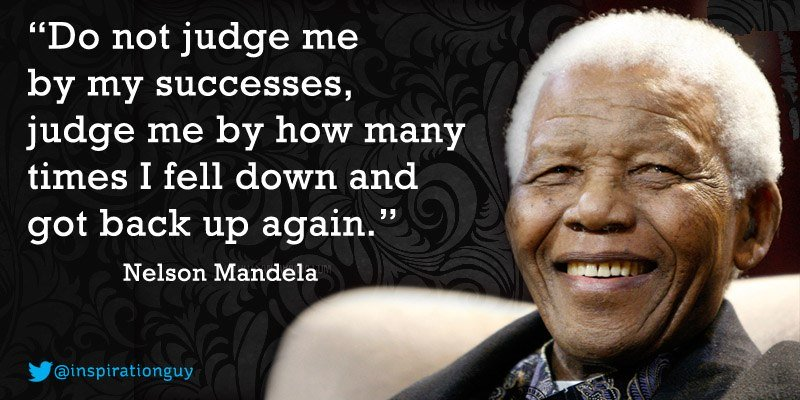 “Do not judge me
by my successes,
judge me by how many
times I fell down and
got back up again.”
Nelson Mandela
@inspirationguy